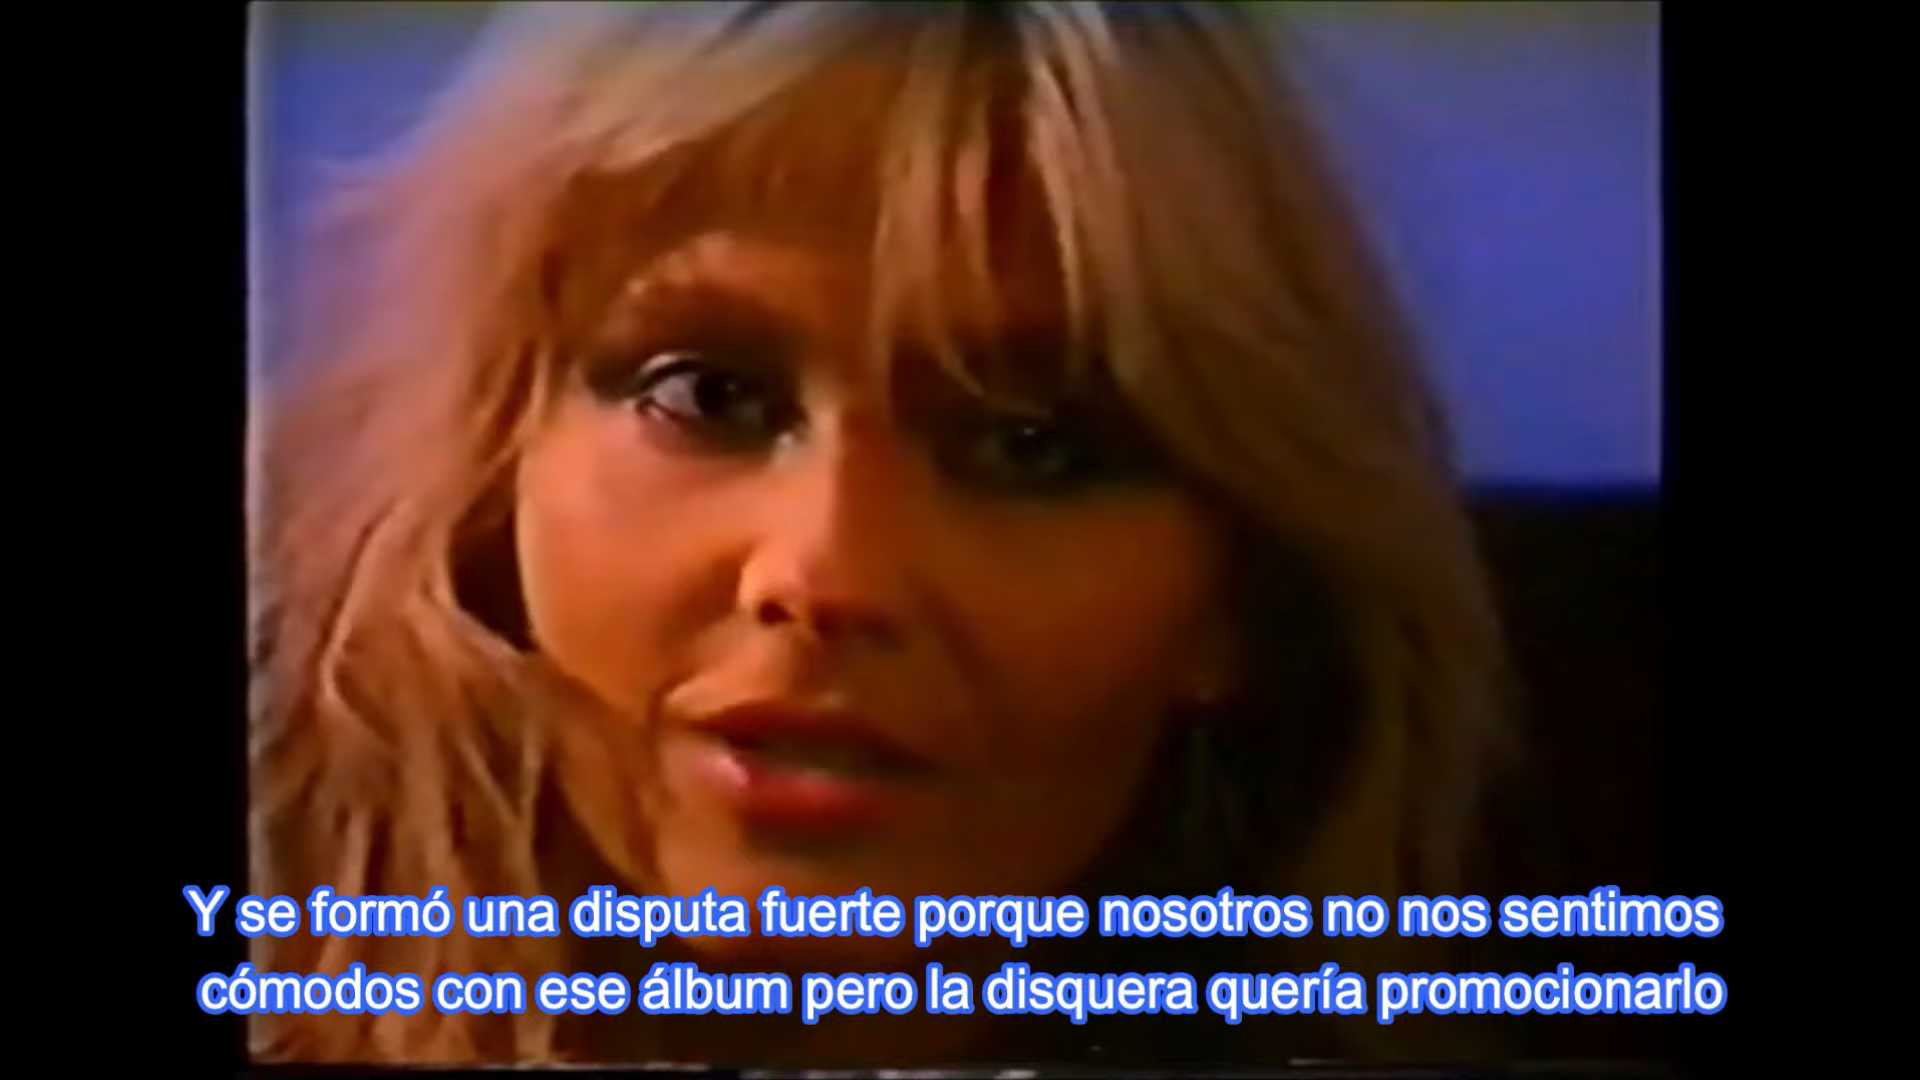 Y se formó una disputa fuerte porque nosotros no nos sentimos
cómodos con ese álbum pero la disquera quería promocionarlo